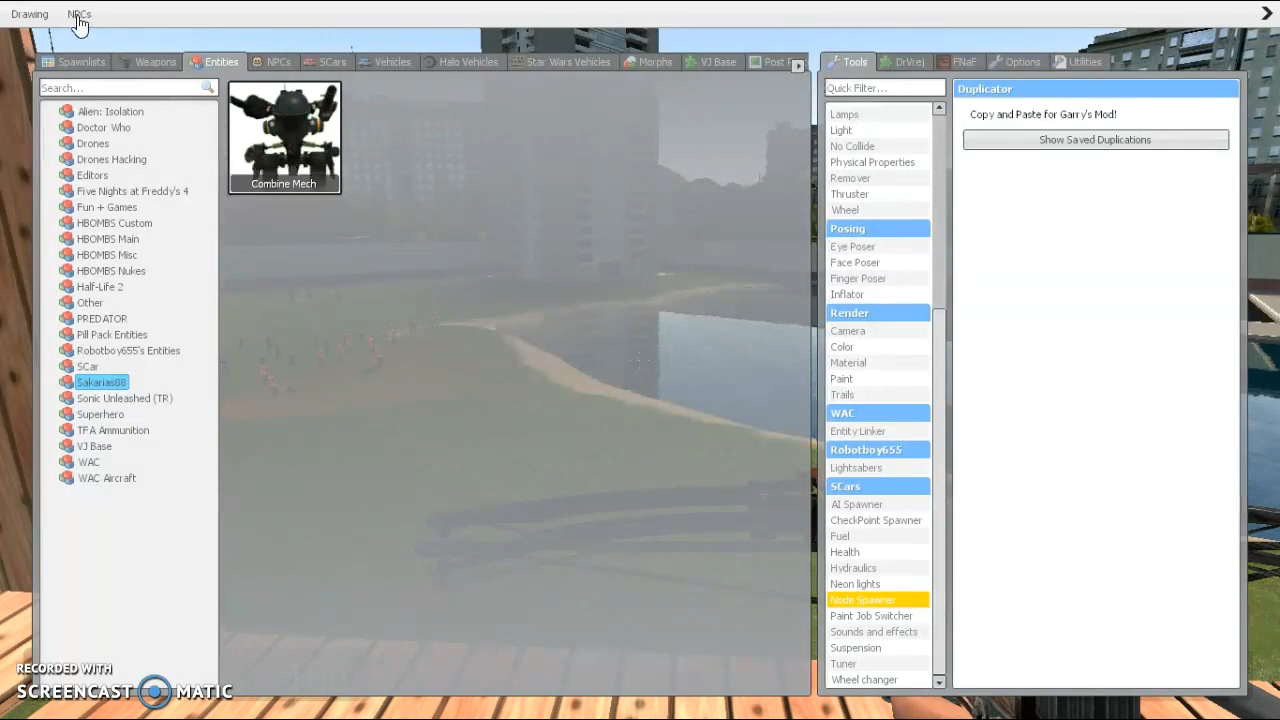 Drawing NPCs
Spawnlists Weapons Entities NPCs SCars Vehicles Halo Vehicles Star Wars Vehicles Morphs VJ Base Post
Search...
Alien: Isolation
Doctor Who
Drones
Drones Hacking
Editors
Five Nights at Freddy's 4
Fun + Games
HBOMBS Custom
HBOMBS Main
HBOMBS Misc
HBOMBS Nukes
Half-Life 2
Other
PREDATOR
Pill Pack Entities
Robotboy655's Entities
SCar
Sakarias88
Sonic Unleashed (TR)
Superhero
TFA Ammunition
VJ Base
WAC
WAC Aircraft
Combine Mech
Tools DrVrej FNaF Options Utilities
Quick Filter...
Lamps
Light
No Collide
Physical Properties
Remover
Thruster
Wheel
Posing
Eye Poser
Face Poser
Finger Poser
Inflator
Render
Camera
Color
Material
Paint
Trails
WAC
Entity Linker
Robotboy655
Lightsabers
SCars
AI Spawner
CheckPoint Spawner
Fuel
Health
Hydraulics
Neon lights
Node Spawner
Paint Job Switcher
Sounds and effects
Suspension
Tuner
Wheel changer
Duplicator
Copy and Paste for Garry's Mod!
Show Saved Duplications
RECORDED WITH
SCREENCAST MATIC